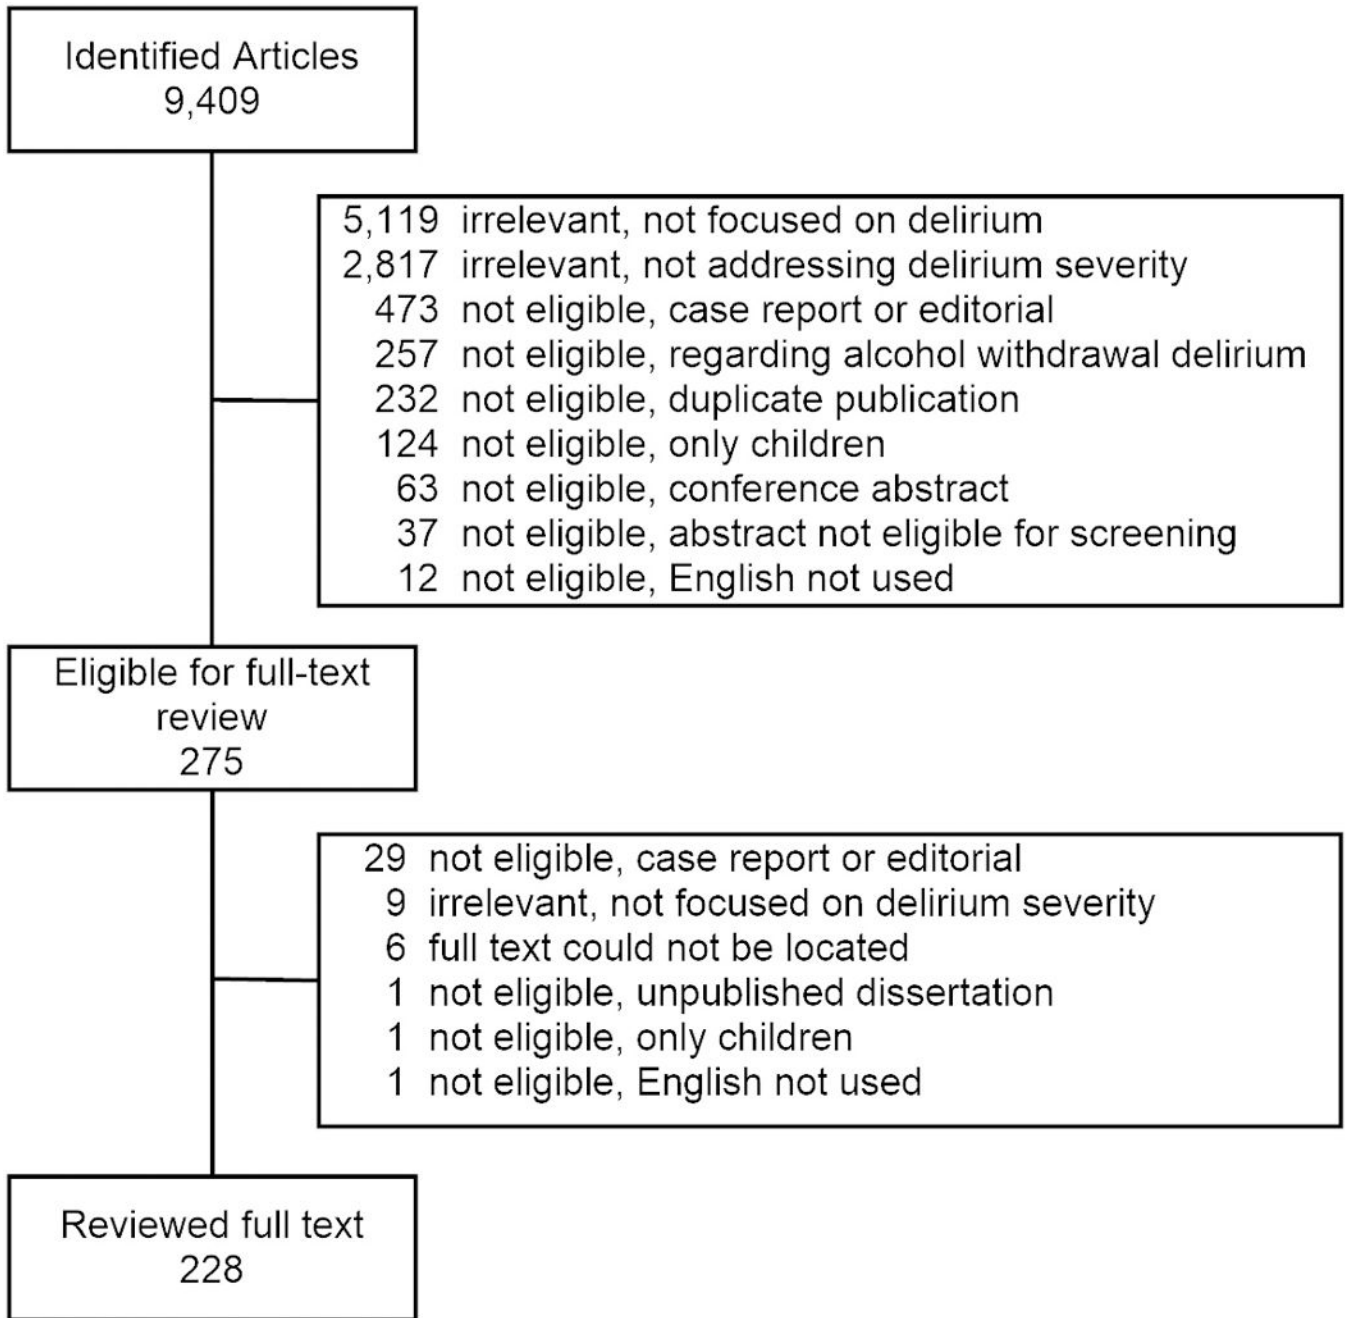 Identified Articles
9,409
5,119 irrelevant, not focused on delirium
2,817 irrelevant, not addressing delirium severity
473 not eligible, case report or editorial
257 not eligible, regarding alcohol withdrawal delirium
232 not eligible, duplicate publication
124 not eligible, only children
63 not eligible, conference abstract
37 not eligible, abstract not eligible for screening
12 not eligible, English not used
Eligible for full-text
review
275
29 not eligible, case report or editorial
9 irrelevant, not focused on delirium severity
6 full text could not be located
1 not eligible, unpublished dissertation
1 not eligible, only children
1 not eligible, English not used
Reviewed full text
228